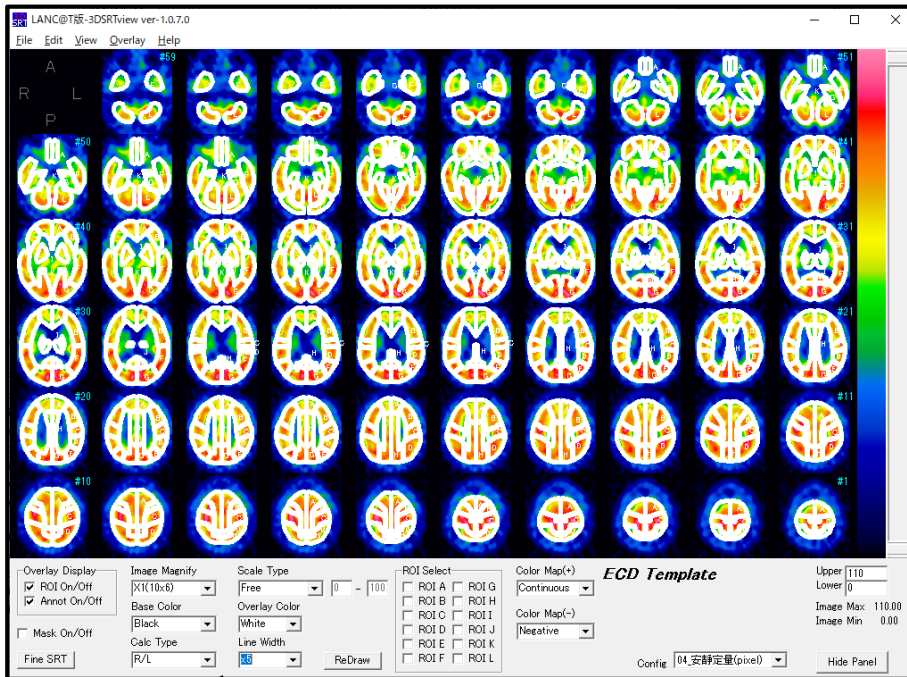 LANC@T版-3DSRTview ver-1.0.7.0
File Edit View Overlay Help
A
R L
P
#59
#51
#50
#41
#40
#31
#30
#21
#20
#11
#10
#1
Overlay Display
ROI On/Off
Annot On/Off
Mask On/Off
Fine SRT
Image Magnify
X1(10x6)
Base Color
Black
Calc Type
R/L
Scale Type
Free
0 - 100
Overlay Color
White
Line Width
x5
ReDraw
ROI Select
ROI A ROI G
ROI B ROI H
ROI C ROI I
ROI D ROI J
ROI E ROI K
ROI F ROI L
Color Map(+)
Continuous
Color Map(-)
Negative
ECD Template
Config 04_安静定量(pixel)
Upper 110
Lower 0
Image Max 110.00
Image Min 0.00
Hide Panel